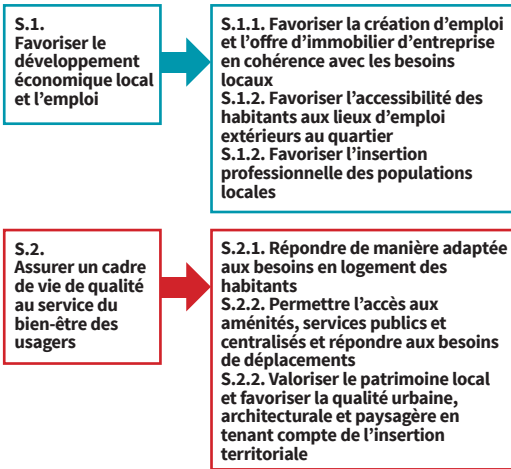 S.1.
Favoriser le
développement
économique local
et l'emploi
S.1.1. Favoriser la création d'emploi
et l'offre d'immobilier d'entreprise
en cohérence avec les besoins
locaux
S.1.2. Favoriser l'accessibilité des
habitants aux lieux d'emploi
extérieurs au quartier
S.1.2. Favoriser l'insertion
professionnelle des populations
locales
S.2.
Assurer un cadre
de vie de qualité
au service du
bien-être des
usagers
S.2.1. Répondre de manière adaptée
aux besoins en logement des
habitants
S.2.2. Permettre l'accès aux
aménités, services publics et
centralisés et répondre aux besoins
de déplacements
S.2.2. Valoriser le patrimoine local
et favoriser la qualité urbaine,
architecturale et paysagère en
tenant compte de l'insertion
territoriale